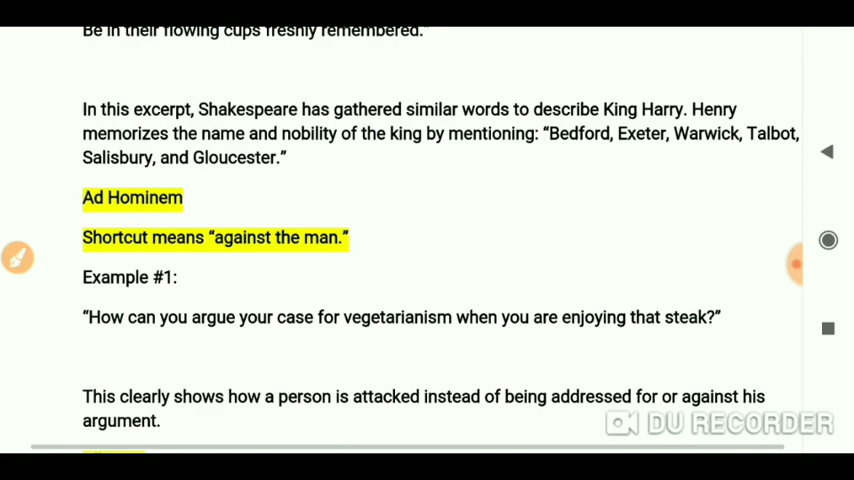 Be in their flowing cups freshly remembered."
In this excerpt, Shakespeare has gathered similar words to describe King Harry. Henry
memorizes the name and nobility of the king by mentioning: “Bedford, Exeter, Warwick, Talbot,
Salisbury, and Gloucester.”
Ad Hominem
Shortcut means “against the man.”
Example #1:
“How can you argue your case for vegetarianism when you are enjoying that steak?”
This clearly shows how a person is attacked instead of being addressed for or against his
argument.
DU RECORDER